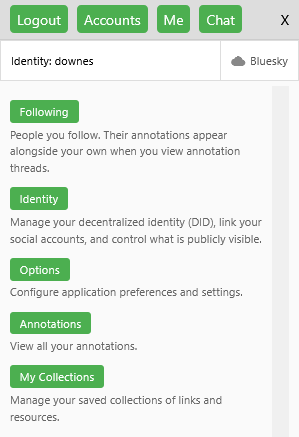 Logout Accounts Me Chat X
Identity: downes Bluesky
Following
People you follow. Their annotations appear
alongside your own when you view annotation
threads.
Identity
Manage your decentralized identity (DID), link your
social accounts, and control what is publicly visible.
Options
Configure application preferences and settings.
Annotations
View all your annotations.
My Collections
Manage your saved collections of links and
resources.